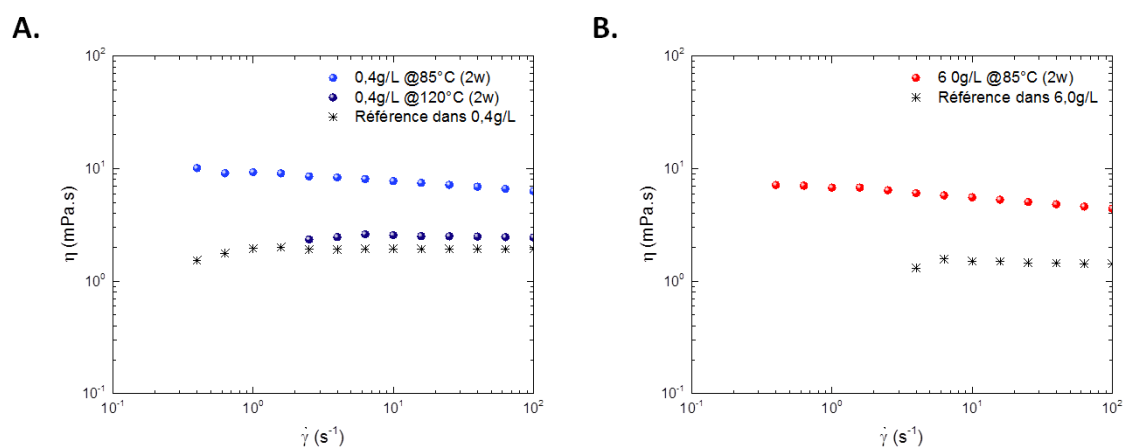 A.
10²
10¹
10⁰
10⁻¹
η (mPa.s)
0,4g/L @85°C (2w)
0,4g/L @120°C (2w)
Référence dans 0,4g/L
10⁻¹
10⁰
10¹
10²
γ̇ (s⁻¹)
B.
10²
10¹
10⁰
10⁻¹
η (mPa.s)
6 0g/L @85°C (2w)
Référence dans 6,0g/L
10⁻¹
10⁰
10¹
10²
γ̇ (s⁻¹)